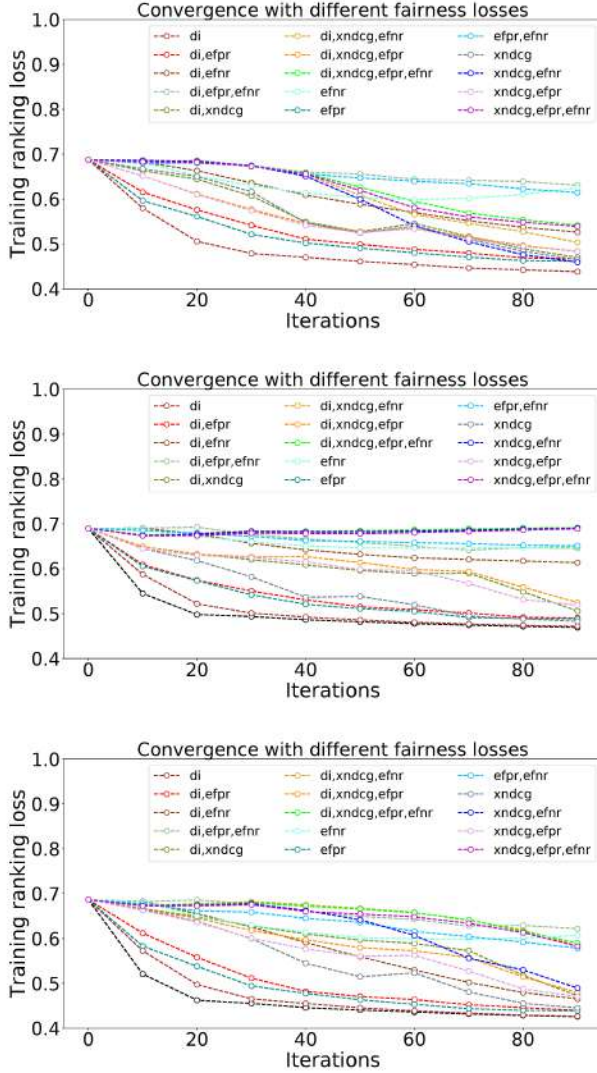 Convergence with different fairness losses
Training ranking loss
1.0
0.9
0.8
0.7
0.6
0.5
0.4
di
di,efpr
di,efnr
di,efpr,efnr
di,xndcg
di,xndcg,efnr
di,xndcg,efpr
di,xndcg,efpr,efnr
efnr
efpr
efpr,efnr
xndcg
xndcg,efnr
xndcg,efpr
xndcg,efpr,efnr
0 20 40 60 80
Iterations
Convergence with different fairness losses
Training ranking loss
1.0
0.9
0.8
0.7
0.6
0.5
0.4
di
di,efpr
di,efnr
di,efpr,efnr
di,xndcg
di,xndcg,efnr
di,xndcg,efpr
di,xndcg,efpr,efnr
efnr
efpr
efpr,efnr
xndcg
xndcg,efnr
xndcg,efpr
xndcg,efpr,efnr
0 20 40 60 80
Iterations
Convergence with different fairness losses
Training ranking loss
1.0
0.9
0.8
0.7
0.6
0.5
0.4
di
di,efpr
di,efnr
di,efpr,efnr
di,xndcg
di,xndcg,efnr
di,xndcg,efpr
di,xndcg,efpr,efnr
efnr
efpr
efpr,efnr
xndcg
xndcg,efnr
xndcg,efpr
xndcg,efpr,efnr
0 20 40 60 80
Iterations